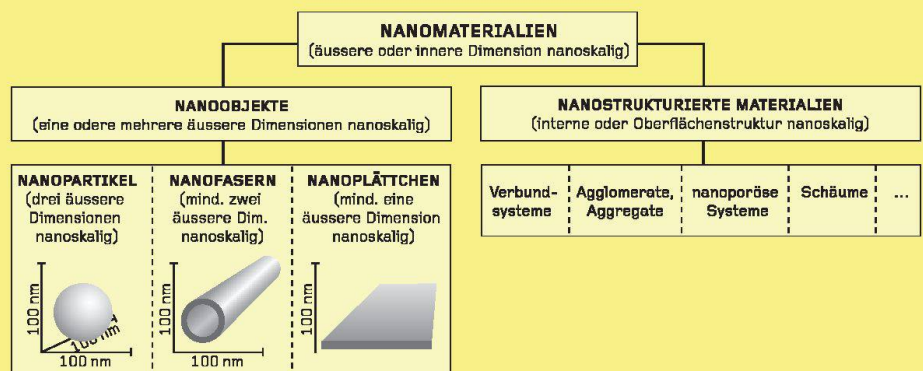 NANOMATERIALIEN
(äussere oder innere Dimension nanoskalig)
NANOOBJEKTE
(eine odere mehrere äussere Dimensionen nanoskalig)
NANOSTRUKTURIERTE MATERIALIEN
(interne oder Oberflächenstruktur nanoskalig)
NANOPARTIKEL
(drei äussere
Dimensionen
nanoskalig)
100 nm
100 nm
100 nm
NANOFASERN
(mind. zwei
äussere Dim.
nanoskalig)
100 nm
100 nm
NANOPLÄTTCHEN
(mind. eine
äussere Dimension
nanoskalig)
100 nm
Verbund-
systeme
Agglomerate,
Aggregate
nanoporöse
Systeme
Schäume
...